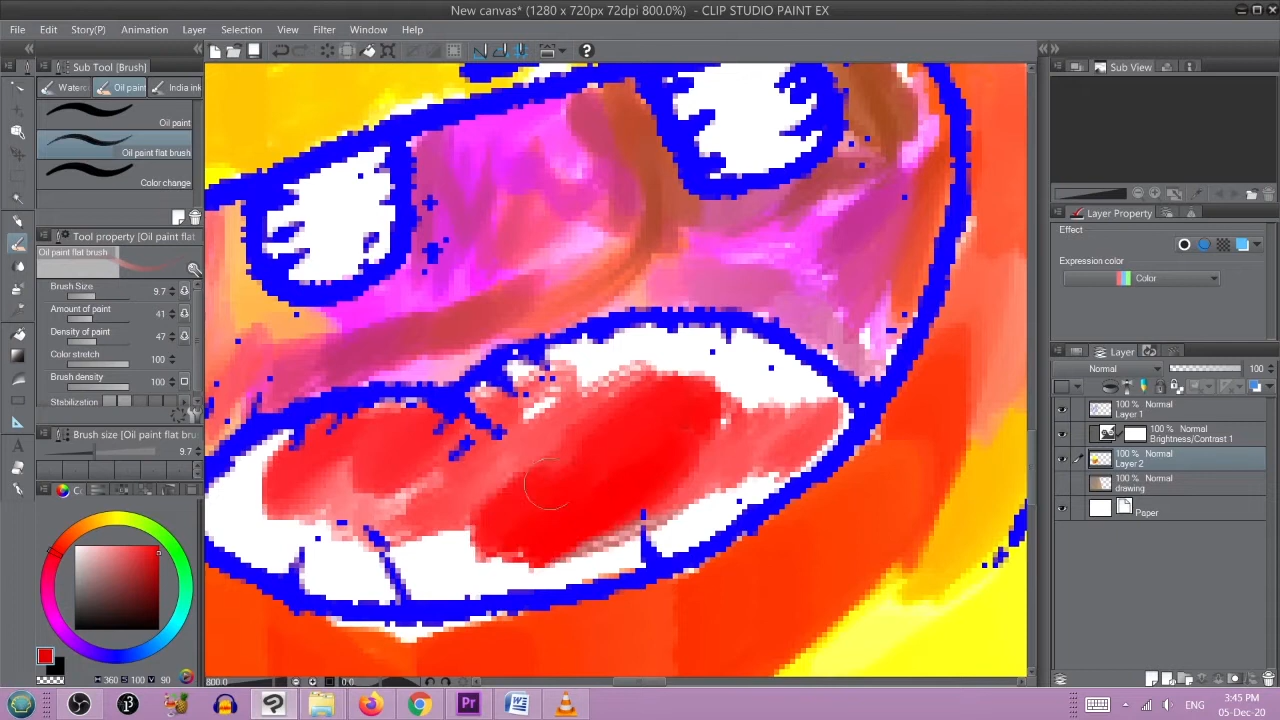 New canvas* (1280 x 720px 72dpi 800.0%) - CLIP STUDIO PAINT EX
File Edit Story(P) Animation Layer Selection View Filter Window Help
Sub Tool [Brush]
Sub View
Oil paint India ink
Oil paint
Oil paint flat brush
Color change
Layer Property
Effect
Tool property [Oil paint flat
Oil paint flat brush
Expression color
Color
Brush Size 9.7
Amount of paint 41
Density of paint 47
Color stretch 100
Brush density 100
Stabilization
Layer
Normal 100
100 % Normal
Layer 1
100 % Normal
Brightness/Contrast 1
100 % Normal
Layer 2
100 % Normal
drawing
Paper
Brush size [Oil paint flat bru
9.7
H 360 S 100 V 90
800.0 0.0
Pr
ENG
3:45 PM
05-Dec-20